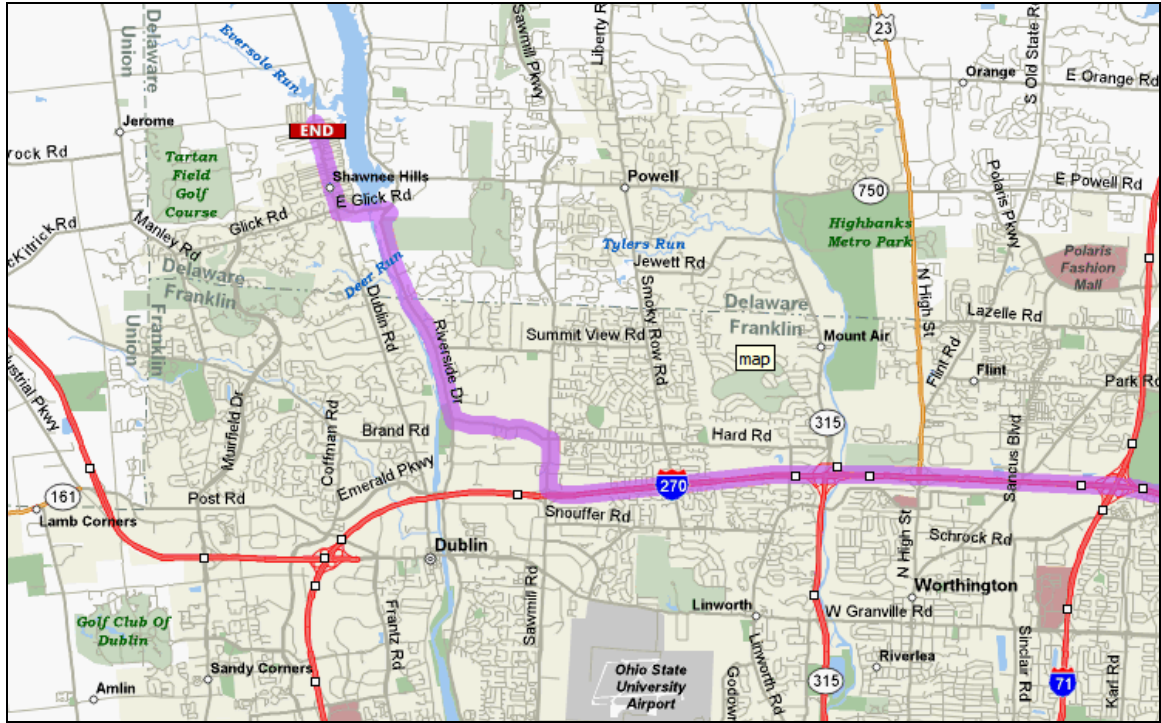 Delaware
Union
Eversole Run
Sawmill Pkwy
Liberty R
23
Orange
E Orange Rd
S Old State R
Jerome
END
rock Rd
Tartan
Field
Golf
Course
Shawnee Hills
E Glick Rd
Powell
750
E Powell Rd
Polaris Pkwy
Glick Rd
Manley Rd
cKitrick Rd
Highbanks
Metro Park
Tylers Run
Jewett Rd
Polaris
Fashion
Mall
Deer Run
Delaware
Franklin
Franklin
Union
Dublin Rd
Riverside Dr
Smoky Row Rd
Delaware
Franklin
N High St
Lazelle Rd
Summit View Rd
Mount Air
map
Flint Rd
Flint
Park Rd
ustrial Pkwy
Muirfield Dr
Coffman Rd
Brand Rd
315
Hard Rd
Sancus Blvd
Emerald Pkwy
161
Post Rd
270
Lamb Corners
Snouffer Rd
N High St
Schrock Rd
Dublin
Worthington
Sawmill Rd
Linworth
W Granville Rd
Golf Club Of
Dublin
Frantz Rd
Linworth Rd
Sinclair Rd
Karl Rd
Riverlea
Sandy Corners
Ohio State
University
Airport
Godown
315
71
Amlin